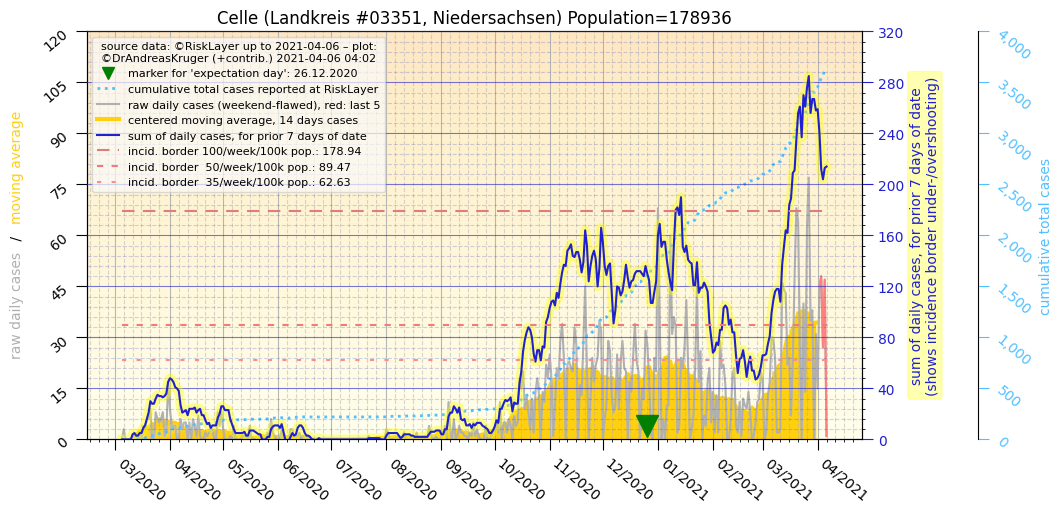 Celle (Landkreis #03351, Niedersachsen) Population=178936
source data: ©RiskLayer up to 2021-04-06 – plot:
©DrAndreasKruger (+contrib.) 2021-04-06 04:02
marker for 'expectation day': 26.12.2020
cumulative total cases reported at RiskLayer
raw daily cases (weekend-flawed), red: last 5
centered moving average, 14 days cases
sum of daily cases, for prior 7 days of date
incid. border 100/week/100k pop.: 178.94
incid. border  50/week/100k pop.: 89.47
incid. border  35/week/100k pop.: 62.63
raw daily cases  /  moving average
120
105
90
75
60
45
30
15
0
03/2020
04/2020
05/2020
06/2020
07/2020
08/2020
09/2020
10/2020
11/2020
12/2020
01/2021
02/2021
03/2021
04/2021
320
280
240
200
160
120
80
40
0
sum of daily cases, for prior 7 days of date
(shows incidence border under-/overshooting)
4,000
3,500
3,000
2,500
2,000
1,500
1,000
500
0
cumulative total cases